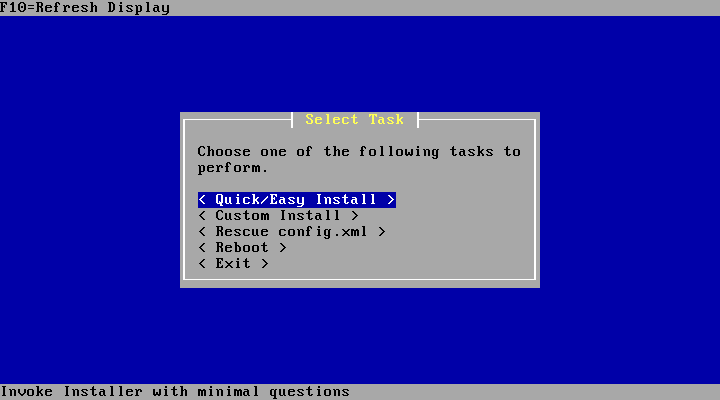 F10=Refresh Display
Select Task
Choose one of the following tasks to
perform.
< Quick/Easy Install >
< Custom Install >
< Rescue config.xml >
< Reboot >
< Exit >
Invoke Installer with minimal questions